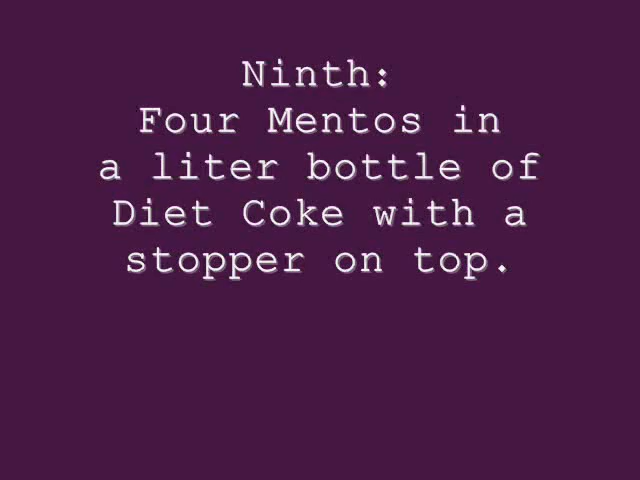 Ninth:
Four Mentos in
a liter bottle of
Diet Coke with a
stopper on top.